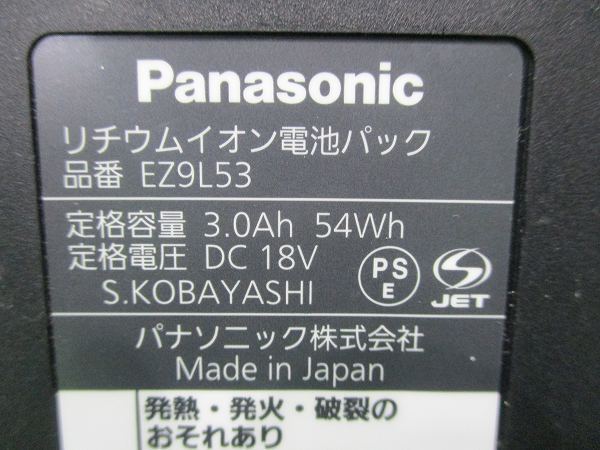 Panasonic
リチウムイオン電池パック
品番 EZ9L53
定格容量 3.0Ah 54Wh
定格電圧 DC 18V
S.KOBAYASHI
PS
E
JET
パナソニック株式会社
Made in Japan
発熱・発火・破裂の
おそれあり